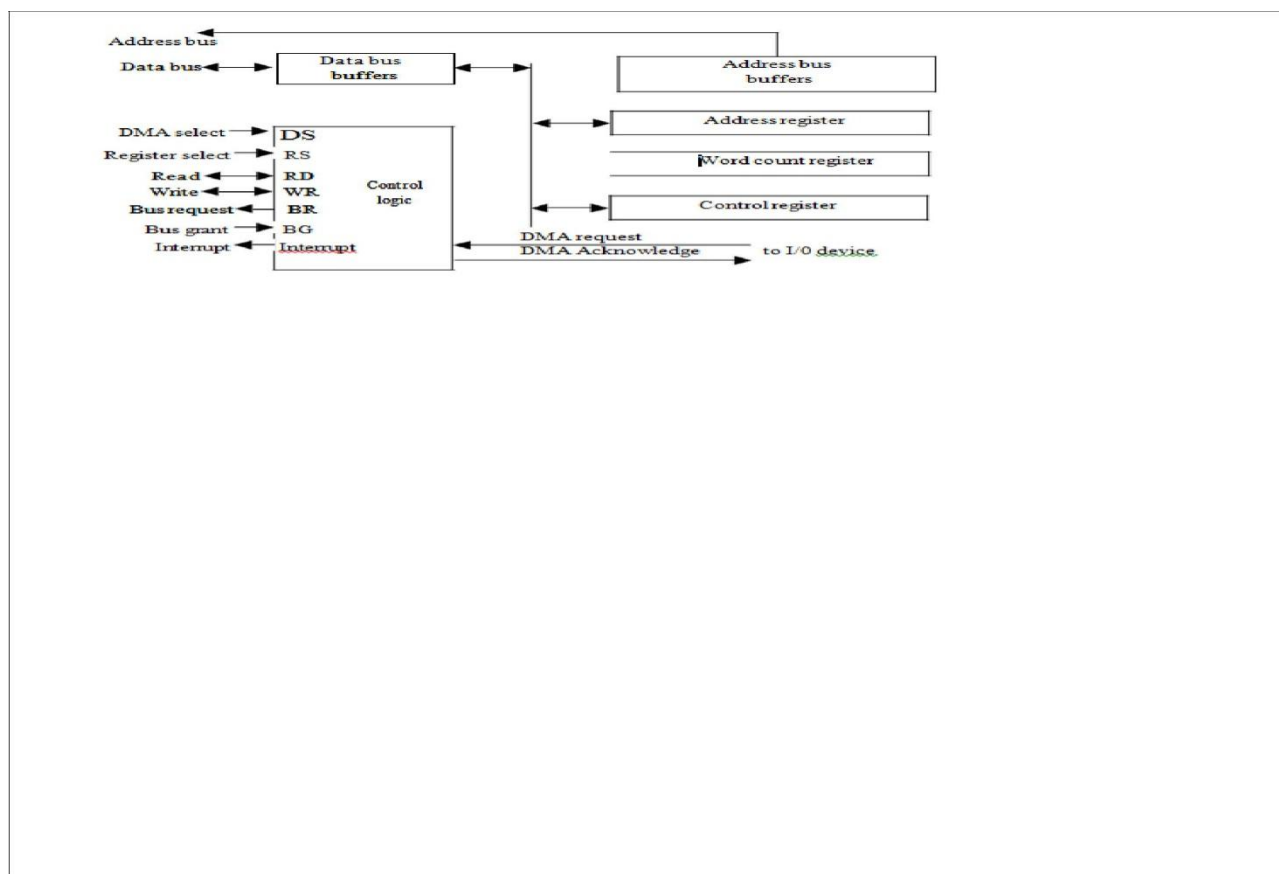 Address bus
Data bus
Data bus
buffers
Address bus
buffers
DMA select
DS
Address register
Register select
RS
Word count register
Read
RD
Write
WR
Control
logic
Bus request
BR
Control register
Bus grant
BG
DMA request
Interrupt
Interrupt
DMA Acknowledge
to I/0 device